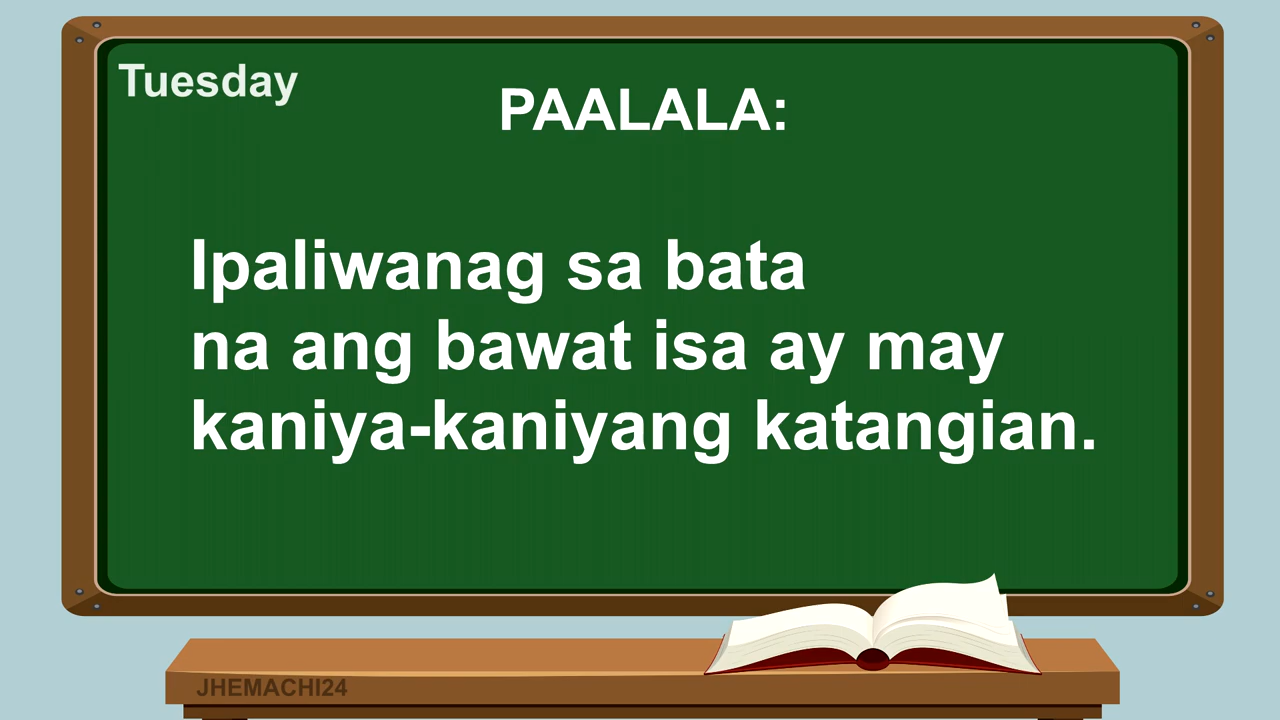 Tuesday
PAALALA:
Ipaliwanag sa bata
na ang bawat isa ay may
kaniya-kaniyang katangian.
JHEMACHI24